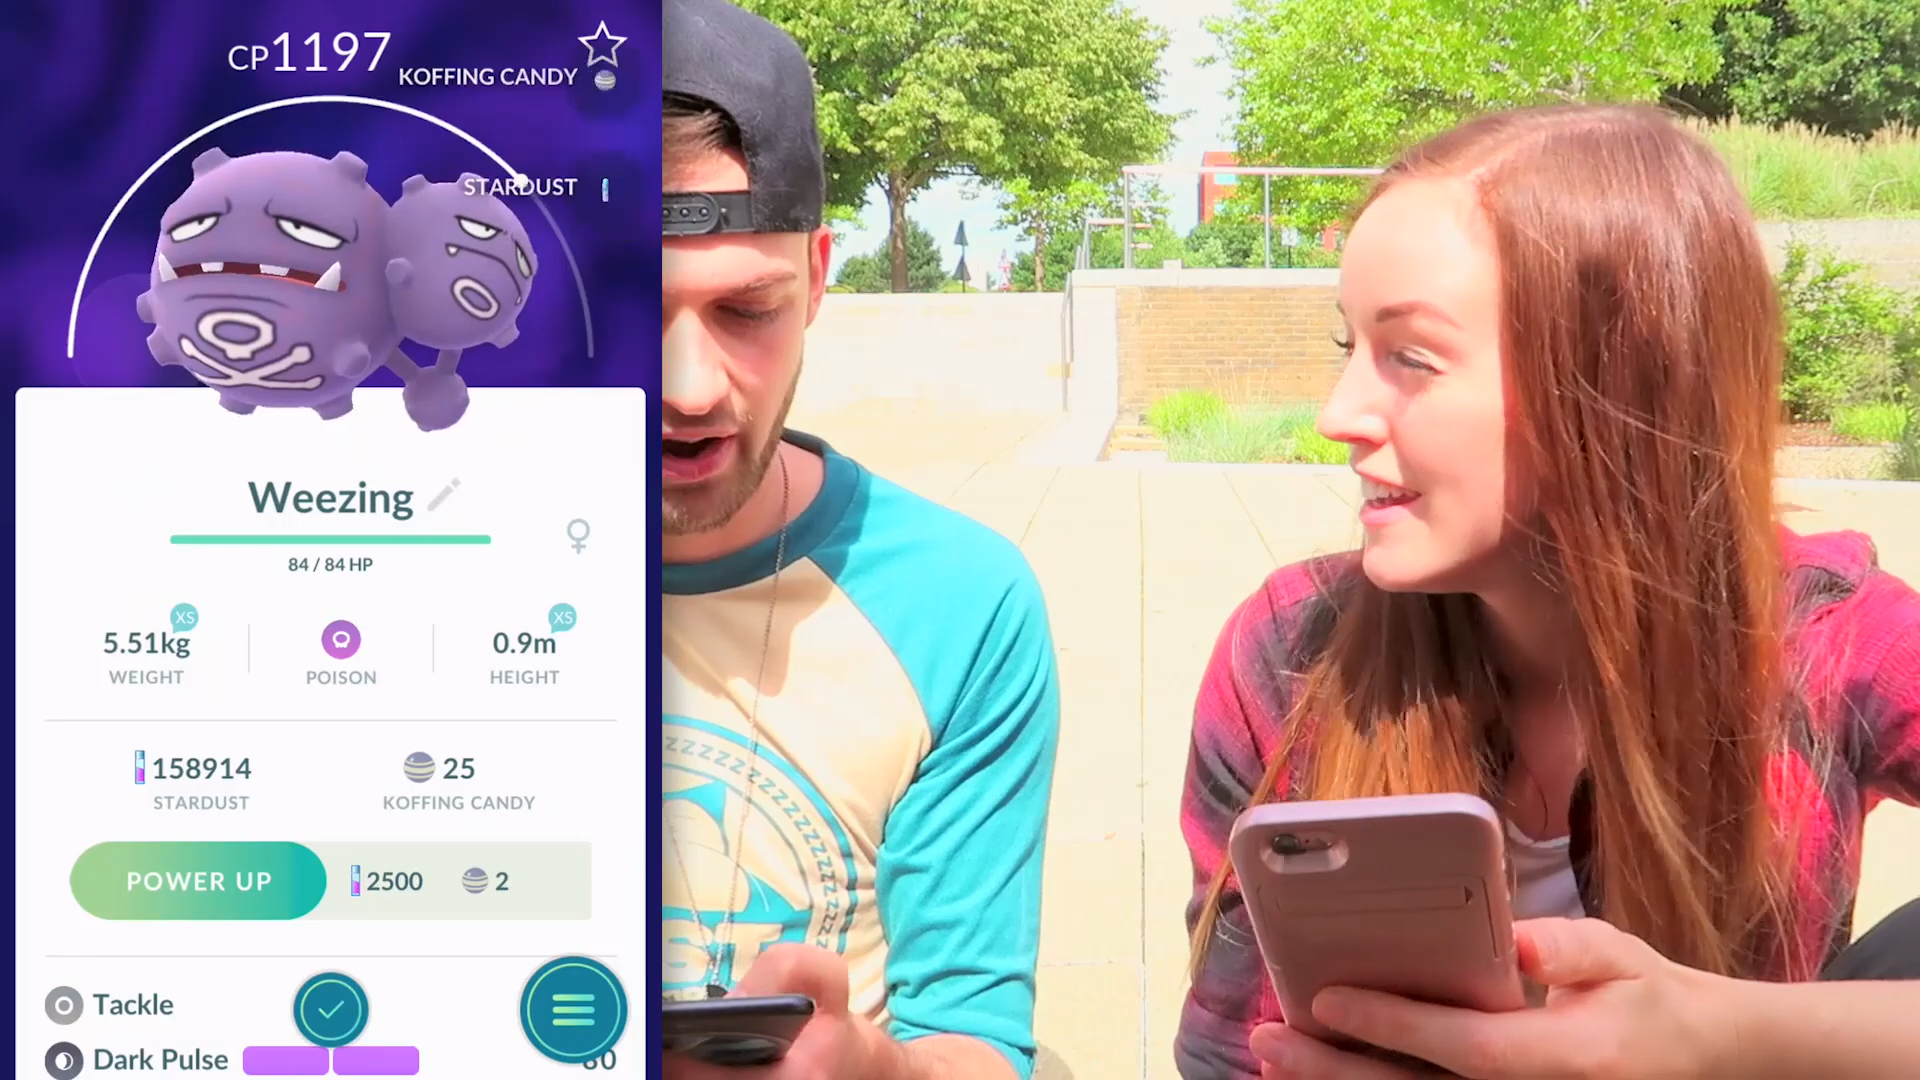 CP1197
KOFFING CANDY
STARDUST
Weezing
84 / 84 HP
XS
XS
5.51kg
0.9m
WEIGHT
POISON
HEIGHT
158914
25
STARDUST
KOFFING CANDY
POWER UP
2500
2
Tackle
Dark Pulse
80